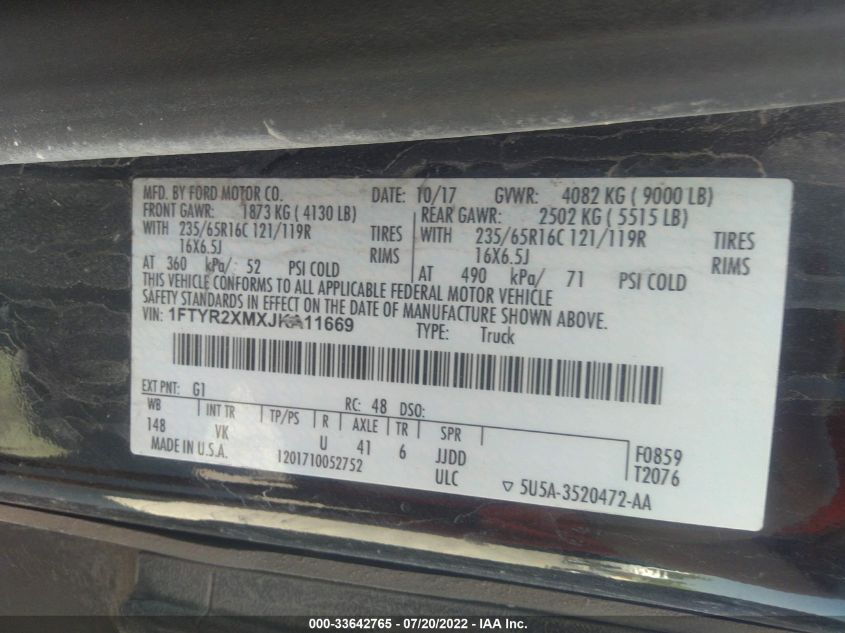 MFD. BY FORD MOTOR CO. DATE: 10/17 GVWR: 4082 KG ( 9000 LB)
FRONT GAWR: 1873 KG ( 4130 LB) REAR GAWR: 2502 KG ( 5515 LB)
WITH 235/65R16C 121/119R TIRES WITH 235/65R16C 121/119R TIRES
16X6.5J RIMS 16X6.5J RIMS
AT 360 kPa/ 52 PSI COLD AT 490 kPa/ 71 PSI COLD
THIS VEHICLE CONFORMS TO ALL APPLICABLE FEDERAL MOTOR VEHICLE
SAFETY STANDARDS IN EFFECT ON THE DATE OF MANUFACTURE SHOWN ABOVE.
VIN: 1FTYR2XMXJKA11669 TYPE: Truck
EXT PNT: G1 RC: 48 DSO:
WB INT TR TP/PS R AXLE TR SPR
148 VK U 41 6 JJDD F0859
MADE IN U.S.A. 1201710052752 ULC T2076
▽ 5U5A-3520472-AA
000-33642765 - 07/20/2022 - IAA Inc.